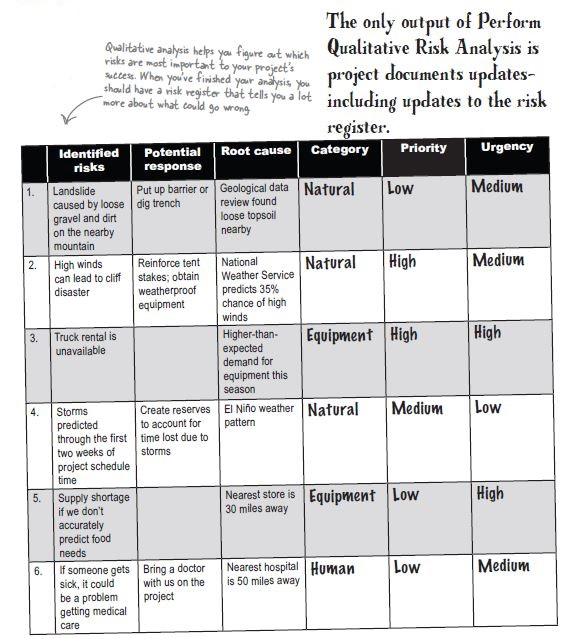 Qualitative analysis helps you figure out which
risks are most important to your project's
success. When you've finished your analysis, you
should have a risk register that tells you a lot
more about what could go wrong
The only output of Perform
Qualitative Risk Analysis is
project documents updates-
including updates to the risk
register.
Identified risks
Potential response
Root cause
Category
Priority
Urgency
1.
Landslide
caused by loose
gravel and dirt
on the nearby
mountain
Put up barrier or
dig trench
Geological data
review found
loose topsoil
nearby
Natural
Low
Medium
2.
High winds
can lead to cliff
disaster
Reinforce tent
stakes; obtain
weatherproof
equipment
National
Weather Service
predicts 35%
chance of high
winds
Natural
High
Medium
3.
Truck rental is
unavailable
Higher-than-
expected
demand for
equipment this
season
Equipment
High
High
4.
Storms
predicted
through the first
two weeks of
project schedule
time
Create reserves
to account for
time lost due to
storms
El Niño weather
pattern
Natural
Medium
Low
5.
Supply shortage
if we don't
accurately
predict food
needs
Nearest store is
30 miles away
Equipment
Low
High
6.
If someone gets
sick, it could
be a problem
getting medical
care
Bring a doctor
with us on the
project
Nearest hospital
is 50 miles away
Human
Low
Medium